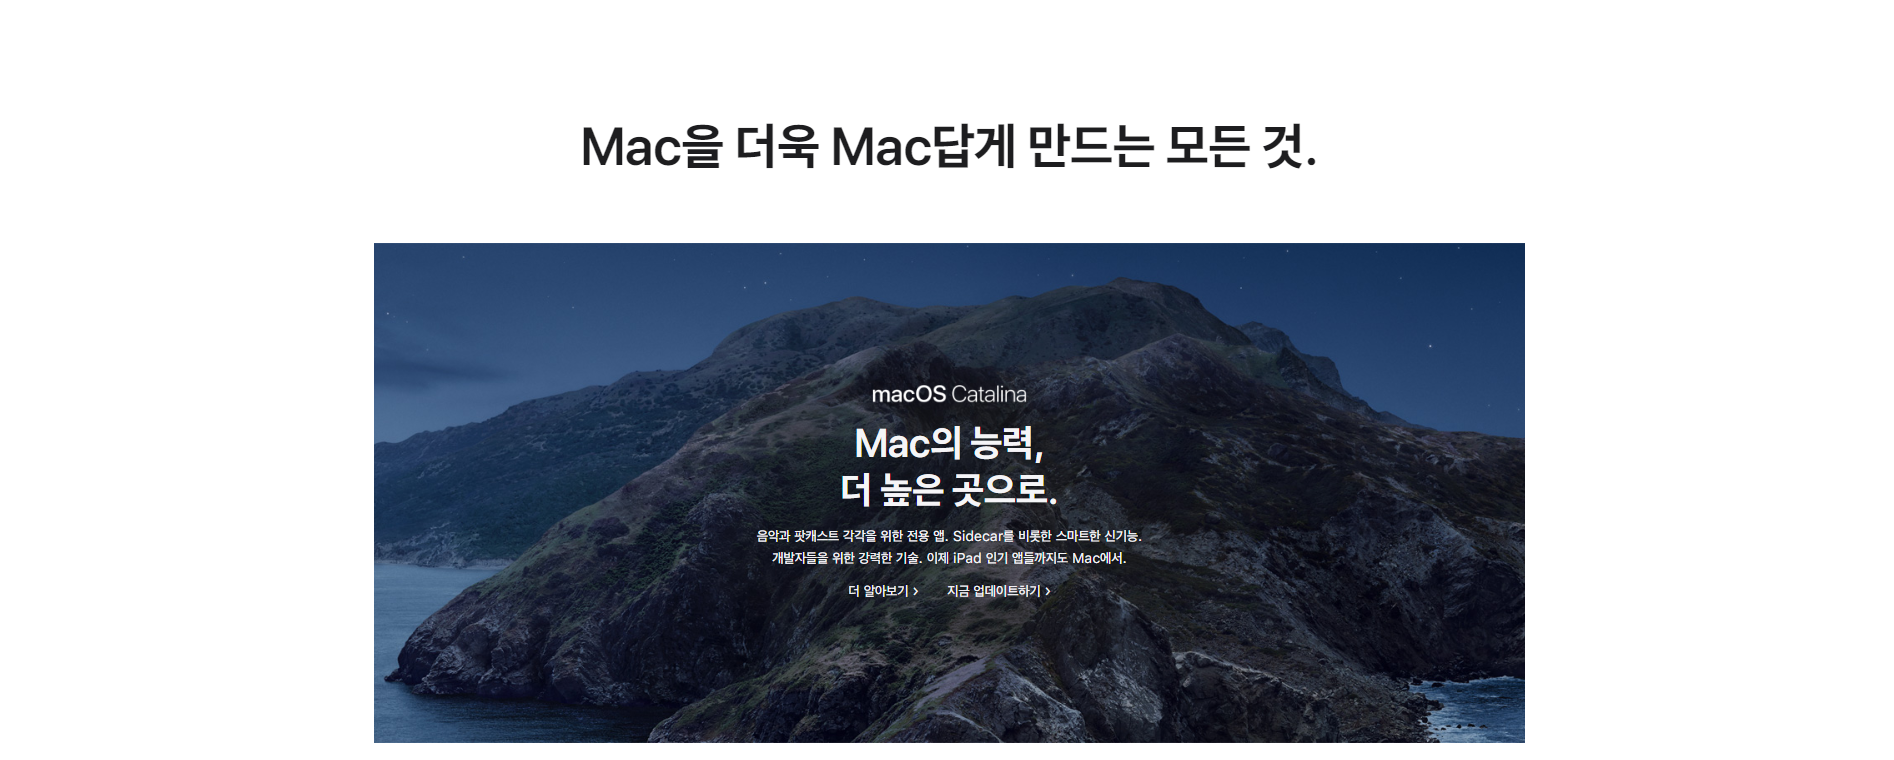 Mac을 더욱 Mac답게 만드는 모든 것.
macOS Catalina
Mac의 능력,
더 높은 곳으로.
음악과 팟캐스트 각각을 위한 전용 앱. Sidecar를 비롯한 스마트한 신기능.
개발자들을 위한 강력한 기술. 이제 iPad 인기 앱들까지도 Mac에서.
더 알아보기 > 지금 업데이트하기 >